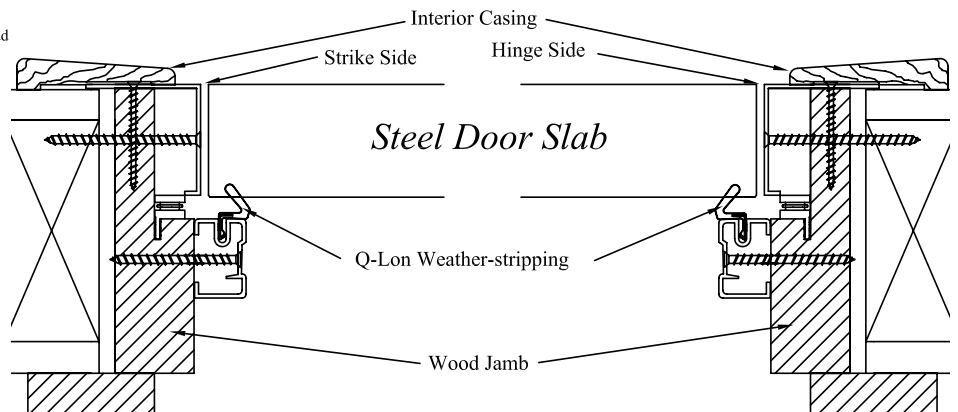 Interior Casing
Strike Side
Hinge Side
Steel Door Slab
Q-Lon Weather-stripping
Wood Jamb